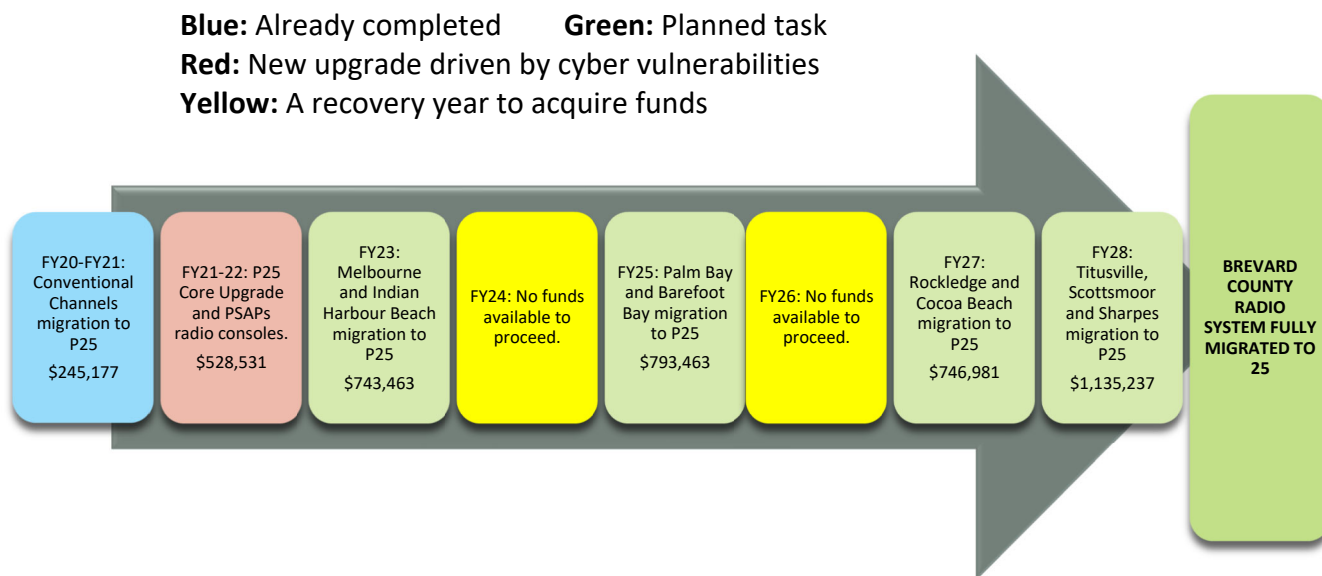 Blue: Already completed Green: Planned task
Red: New upgrade driven by cyber vulnerabilities
Yellow: A recovery year to acquire funds
FY20-FY21:
Conventional
Channels
migration to
P25
$245,177
FY21-22: P25
Core Upgrade
and PSAPs
radio consoles.
$528,531
FY23:
Melbourne
and Indian
Harbour Beach
migration to
P25
$743,463
FY24: No funds
available to
proceed.
FY25: Palm Bay
and Barefoot
Bay migration
to P25
$793,463
FY26: No funds
available to
proceed.
FY27:
Rockledge and
Cocoa Beach
migration to
P25
$746,981
FY28:
Titusville,
Scottsmoor
and Sharpes
migration to
P25
$1,135,237
BREVARD
COUNTY
RADIO
SYSTEM FULLY
MIGRATED TO
25